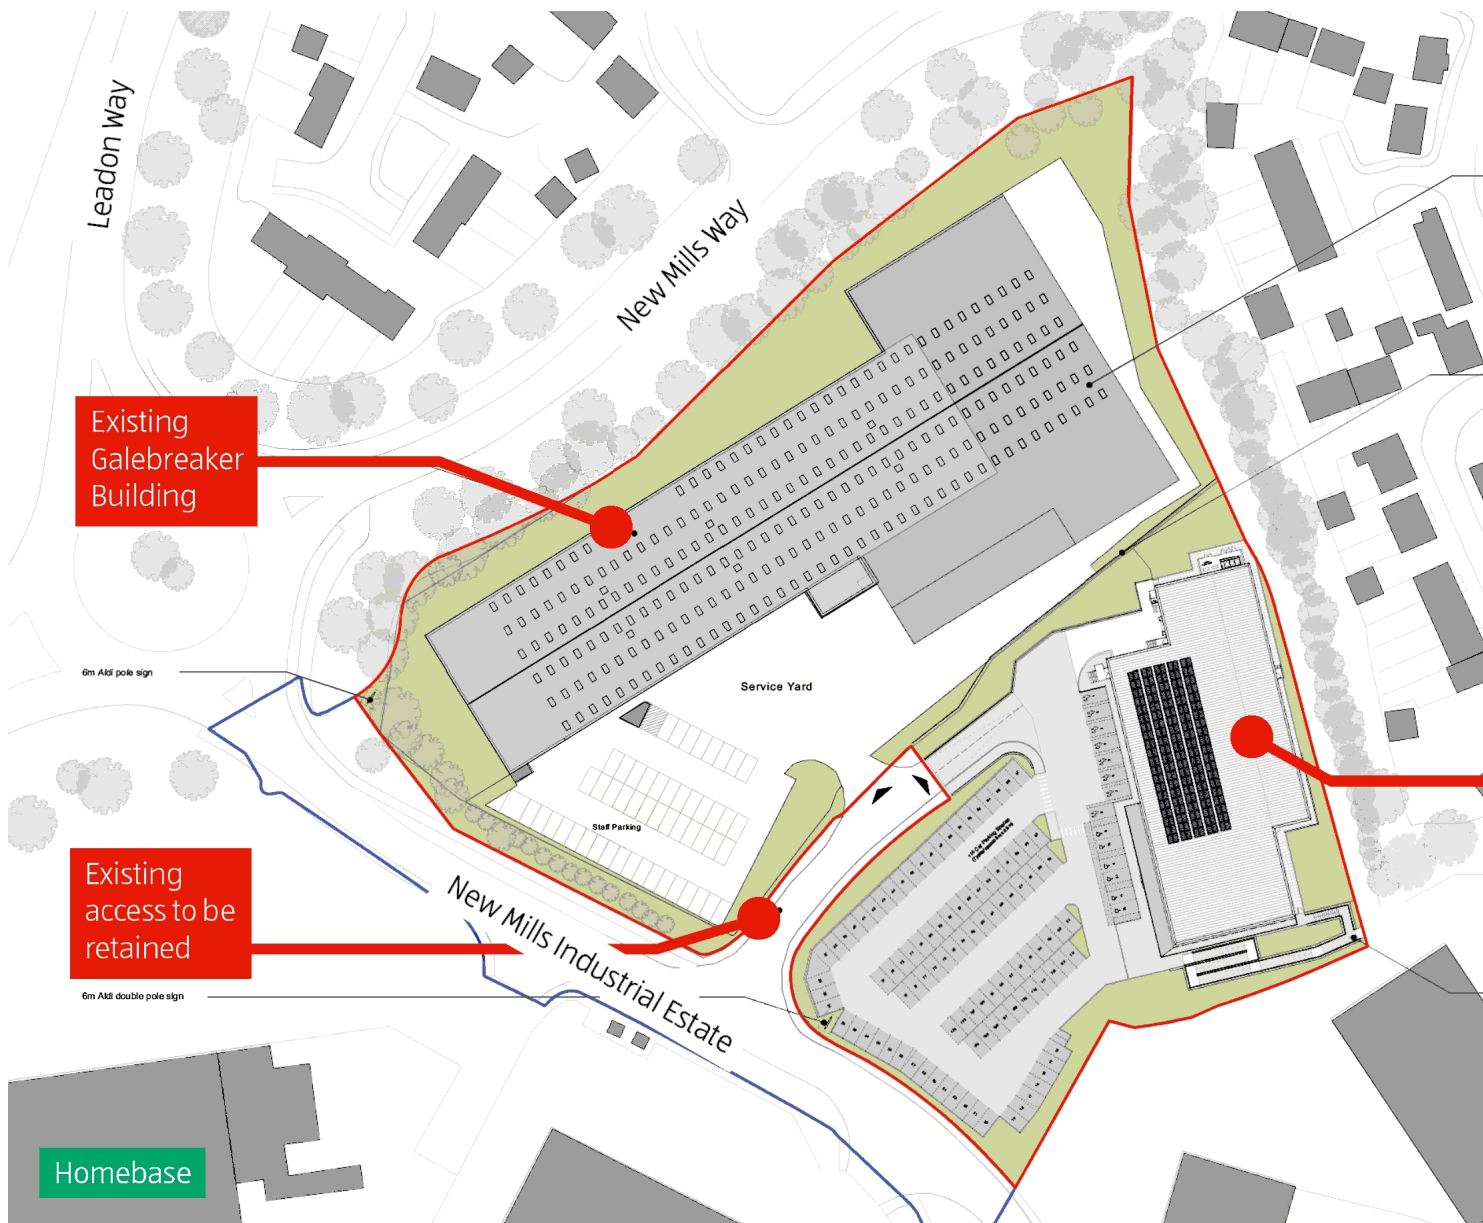 Leadon Way
New Mills Way
Existing
Galebreaker
Building
6m Aldi pole sign
Service Yard
Staff Parking
Existing
access to be
retained
New Mills Industrial Estate
6m Aldi double pole sign
Homebase